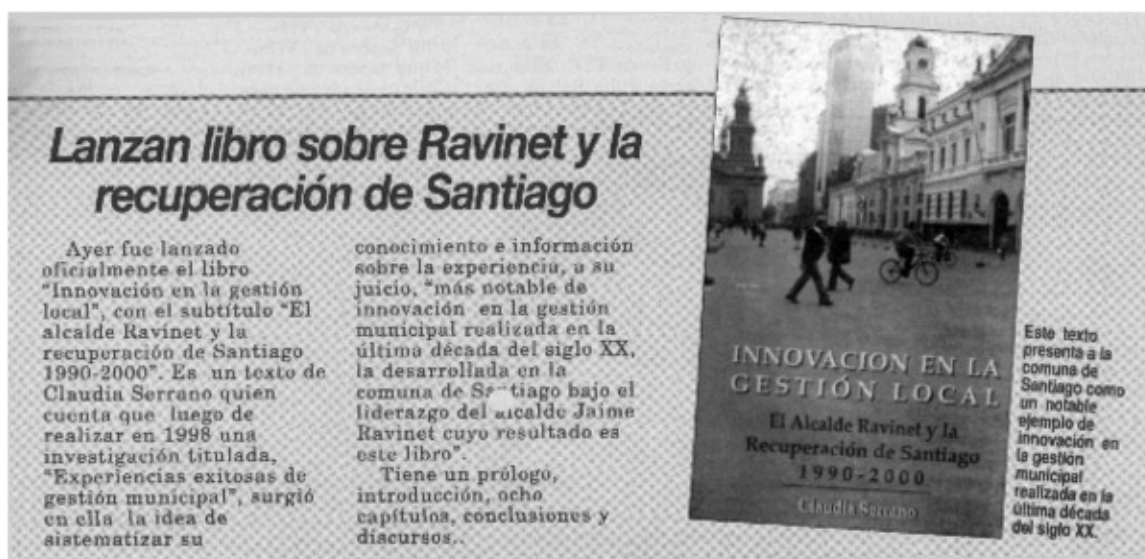 Lanzan libro sobre Ravinet y la
recuperación de Santiago
Ayer fue lanzado
oficialmente el libro
"Innovación en la gestión
local", con el subtítulo "El
alcalde Ravinet y la
recuperación de Santiago
1990-2000". Es un texto de
Claudia Serrano quien
cuenta que luego de
realizar en 1998 una
investigación titulada,
"Experiencias exitosas de
gestión municipal", surgió
en ella la idea de
sistematizar su
conocimiento e información
sobre la experiencia, a su
juicio, "más notable de
innovación en la gestión
municipal realizada en la
última década del siglo XX,
la desarrollada en la
comuna de Santiago bajo el
liderazgo del alcalde Jaime
Ravinet cuyo resultado es
este libro".
Tiene un prólogo,
introducción, ocho
capítulos, conclusiones y
discursos..
INNOVACION EN LA
GESTIÓN LOCAL
El Alcalde Ravinet y la
Recuperación de Santiago
1990-2000
Claudia Serrano
Este texto
presenta a la
comuna de
Santiago como
un notable
ejemplo de
innovación en
la gestión
municipal
realizada en la
última década
del siglo XX.